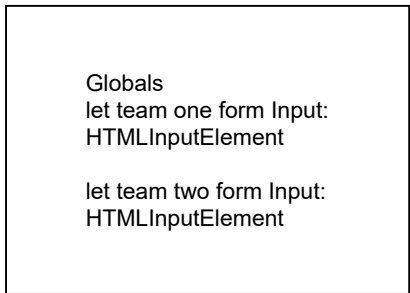 Globals
let team one form Input:
HTMLInputElement
let team two form Input:
HTMLInputElement